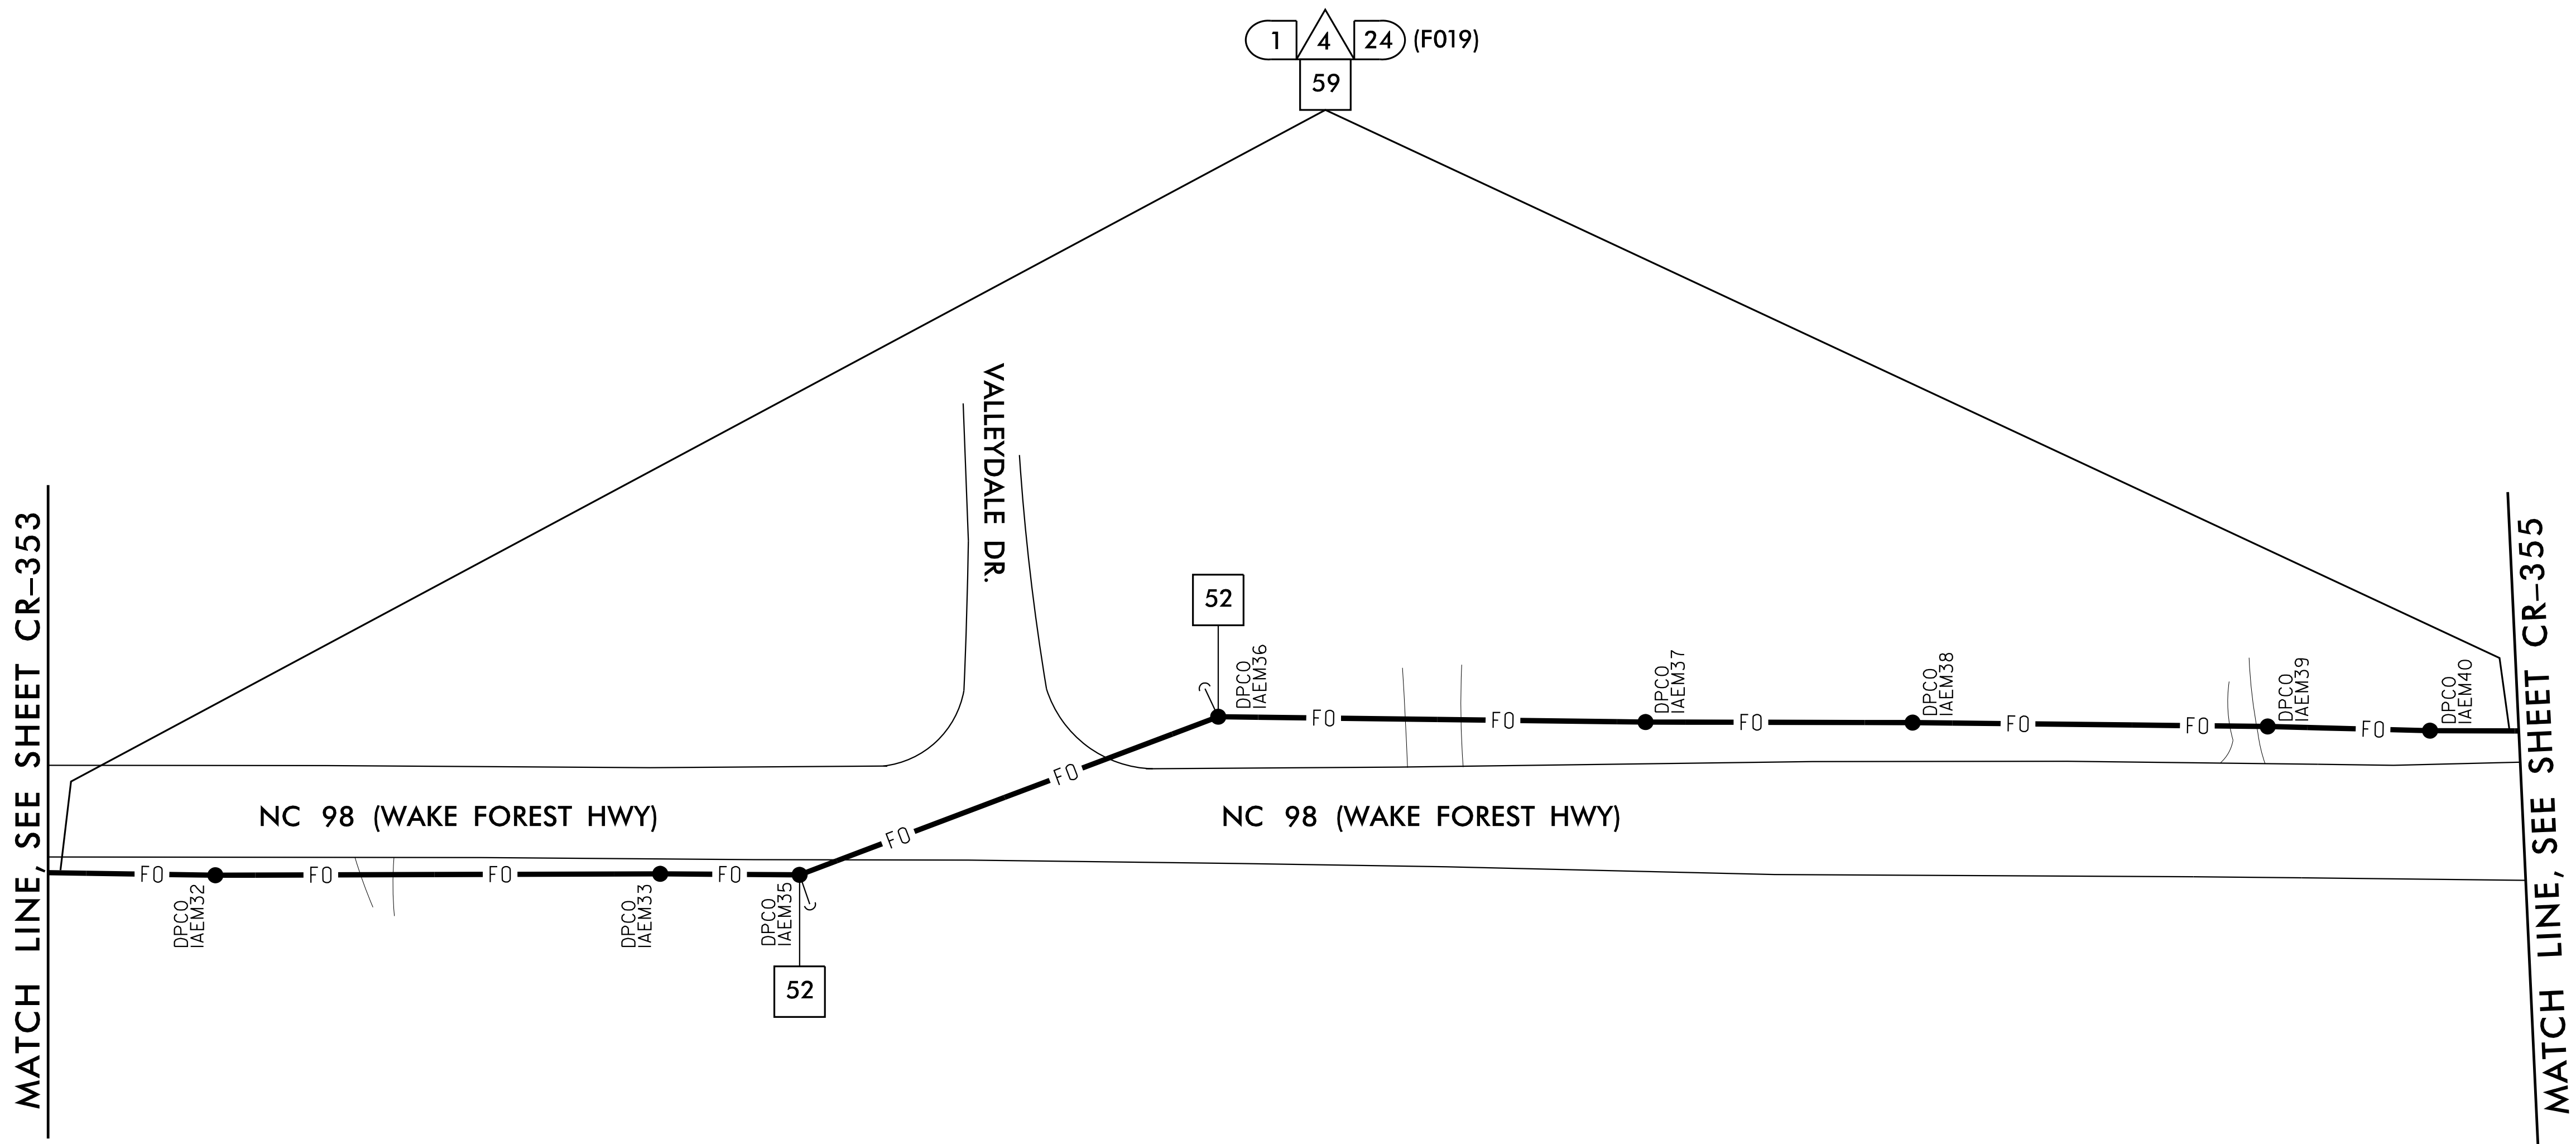 1 4 24 (FO19)
59
VALLEYDALE DR.
MATCH LINE, SEE SHEET CR-353
MATCH LINE, SEE SHEET CR-355
52
DPCO
IAEM36
DPCO
IAEM37
DPCO
IAEM38
DPCO
IAEM39
DPCO
IAEM40
FO FO FO FO FO FO
FO
FO
NC 98 (WAKE FOREST HWY)
NC 98 (WAKE FOREST HWY)
FO FO FO FO
DPCO
IAEM32
DPCO
IAEM33
DPCO
IAEM35
52